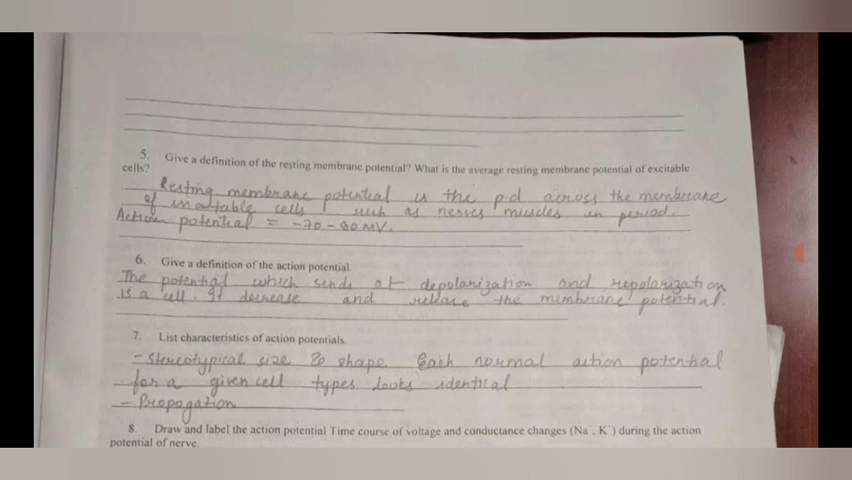 5. Give a definition of the resting membrane potential? What is the average resting membrane potential of excitable
cells?
Resting membrane potential is the p.d across the membrane
of cells such as nerves muscles in period.
Action potential = -70 - 90 MV.
6. Give a definition of the action potential.
The potential which sends at depolarization and repolarization
is a cell. It decrease and release the membrane potential.
7. List characteristics of action potentials.
- Stereotypical size & shape Each normal action potential
for a given cell types looks identical
- Propogation
8. Draw and label the action potential Time course of voltage and conductance changes (Na⁺, K⁺) during the action
potential of nerve.